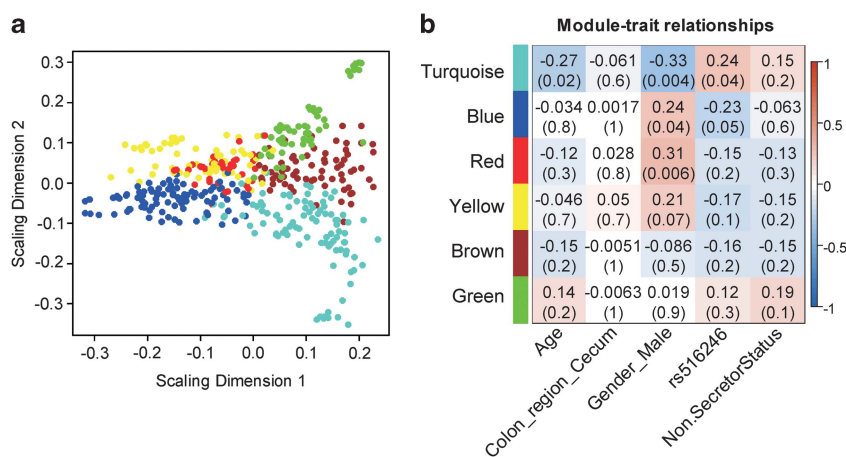 a
Scaling Dimension 2
0.3
0.2
0.1
0.0
-0.1
-0.2
-0.3
-0.3
-0.2
-0.1
0.0
0.1
0.2
Scaling Dimension 1
b
Module-trait relationships
Turquoise -0.27 -0.061 -0.33 0.24 0.15
(0.02) (0.6) (0.004) (0.04) (0.2)
Blue -0.034 0.0017 0.24 -0.23 -0.063
(0.8) (1) (0.04) (0.05) (0.6)
Red -0.12 0.028 0.31 -0.15 -0.13
(0.3) (0.8) (0.006) (0.2) (0.3)
Yellow -0.046 0.05 0.21 -0.17 -0.15
(0.7) (0.7) (0.07) (0.1) (0.2)
Brown -0.15 -0.0051 -0.086 -0.16 -0.15
(0.2) (1) (0.5) (0.2) (0.2)
Green 0.14 -0.0063 0.019 0.12 0.19
(0.2) (1) (0.9) (0.3) (0.1)
Age
Colon_region_Cecum
Gender_Male
rs516246
Non.SecretorStatus
1
0.5
0
-0.5
-1